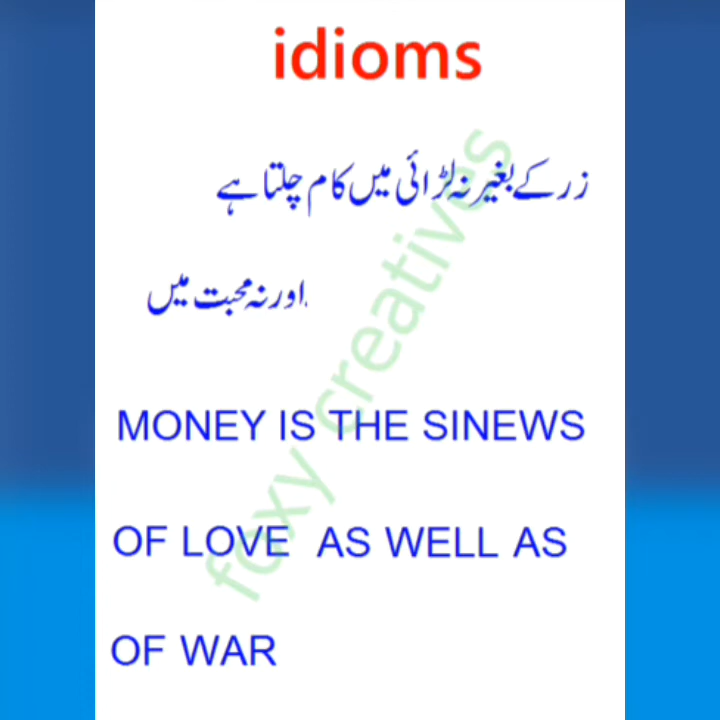 idioms
زر کے بغیر نہ لڑائی میں کام چلتا ہے
اور نہ محبت میں
MONEY IS THE SINEWS
OF LOVE AS WELL AS
OF WAR
foxy creatives